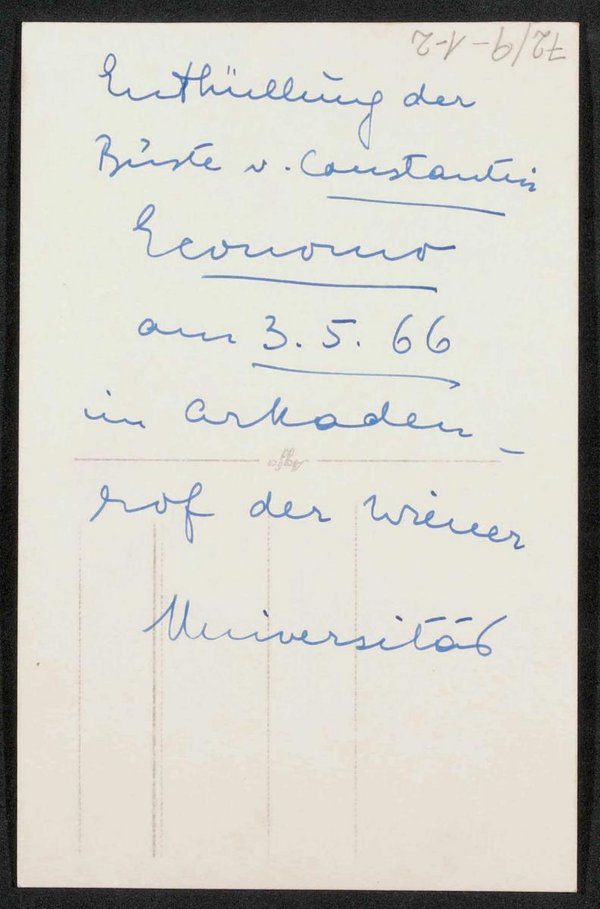 72/9-1-2
Enthüllung der
Büste v. Constantin
Economo
am 3.5.66
im Arkaden-
Agfa
hof der Wiener
Universität